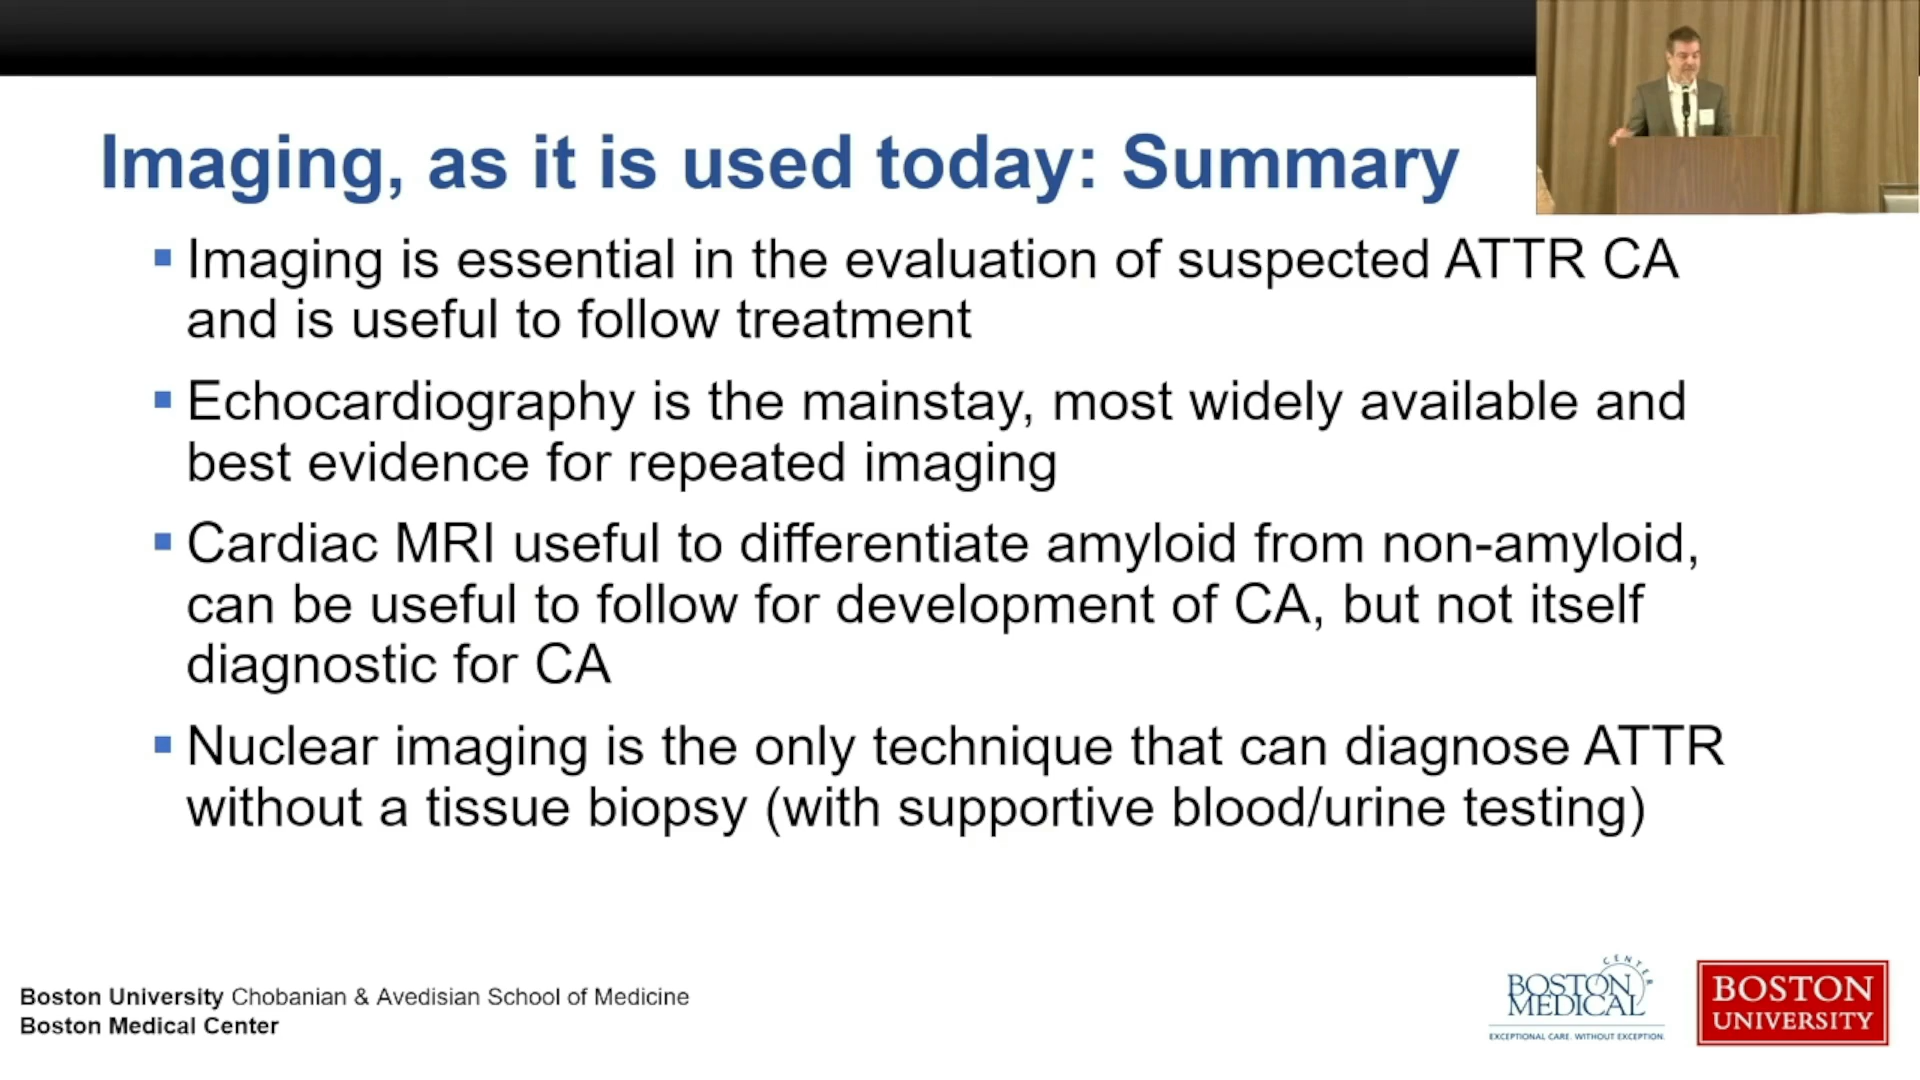 Imaging, as it is used today: Summary
Imaging is essential in the evaluation of suspected ATTR CA
and is useful to follow treatment
Echocardiography is the mainstay, most widely available and
best evidence for repeated imaging
Cardiac MRI useful to differentiate amyloid from non-amyloid,
can be useful to follow for development of CA, but not itself
diagnostic for CA
Nuclear imaging is the only technique that can diagnose ATTR
without a tissue biopsy (with supportive blood/urine testing)
Boston University Chobanian & Avedisian School of Medicine
Boston Medical Center
BOSTON
MEDICAL
CENTER
EXCEPTIONAL CARE. WITHOUT EXCEPTION.
BOSTON
UNIVERSITY